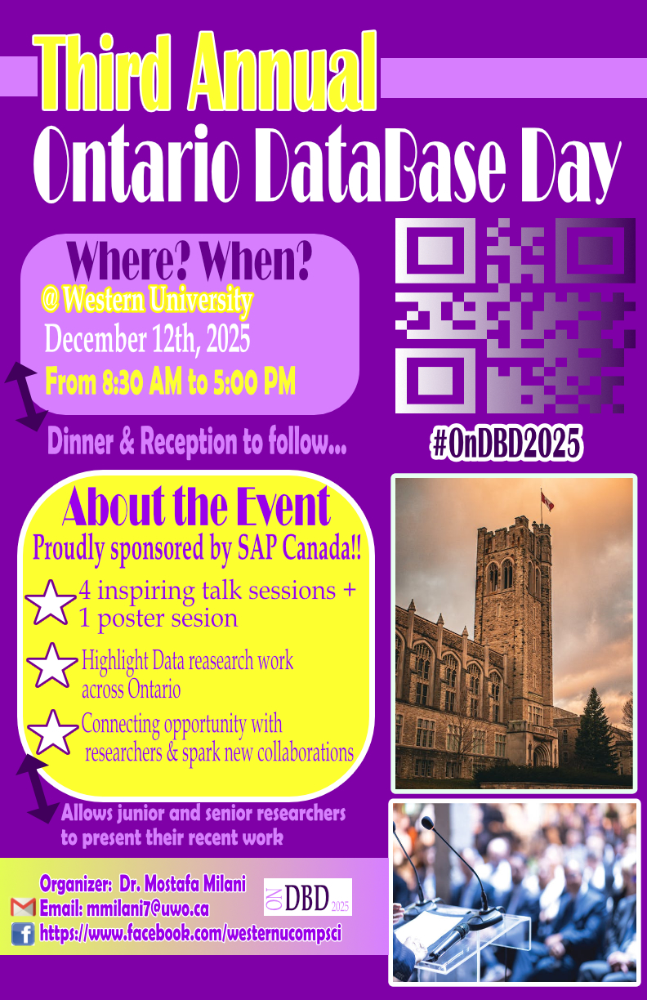 Third Annual
Ontario DataBase Day
Where? When?
@ Western University
December 12th, 2025
From 8:30 AM to 5:00 PM
Dinner & Reception to follow...
#OnDBD2025
About the Event
Proudly sponsored by SAP Canada!!
4 inspiring talk sessions +
1 poster sesion
Highlight Data reasearch work
across Ontario
Connecting opportunity with
researchers & spark new collaborations
Allows junior and senior researchers
to present their recent work
Organizer: Dr. Mostafa Milani
Email: mmilani7@uwo.ca
https://www.facebook.com/westernucompsci
ON DBD 2025